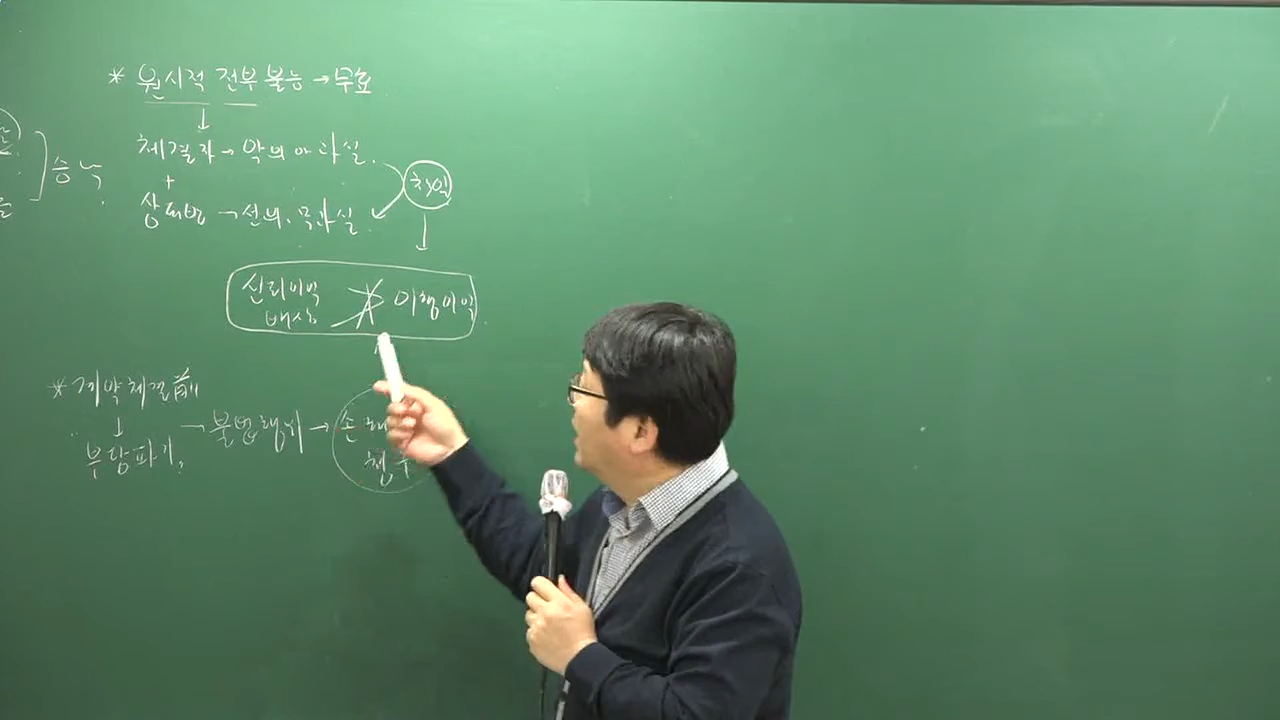 * 원시적 전부 불능 → 무효
↓
체결자 → 악의 or 과실.
+
상대방 → 선의, 무과실.
책임
↓
신뢰이익 > 이행이익
배상
] 승낙.
* 계약체결前
↓
부당파기, → 불법행위 → 손해
청구